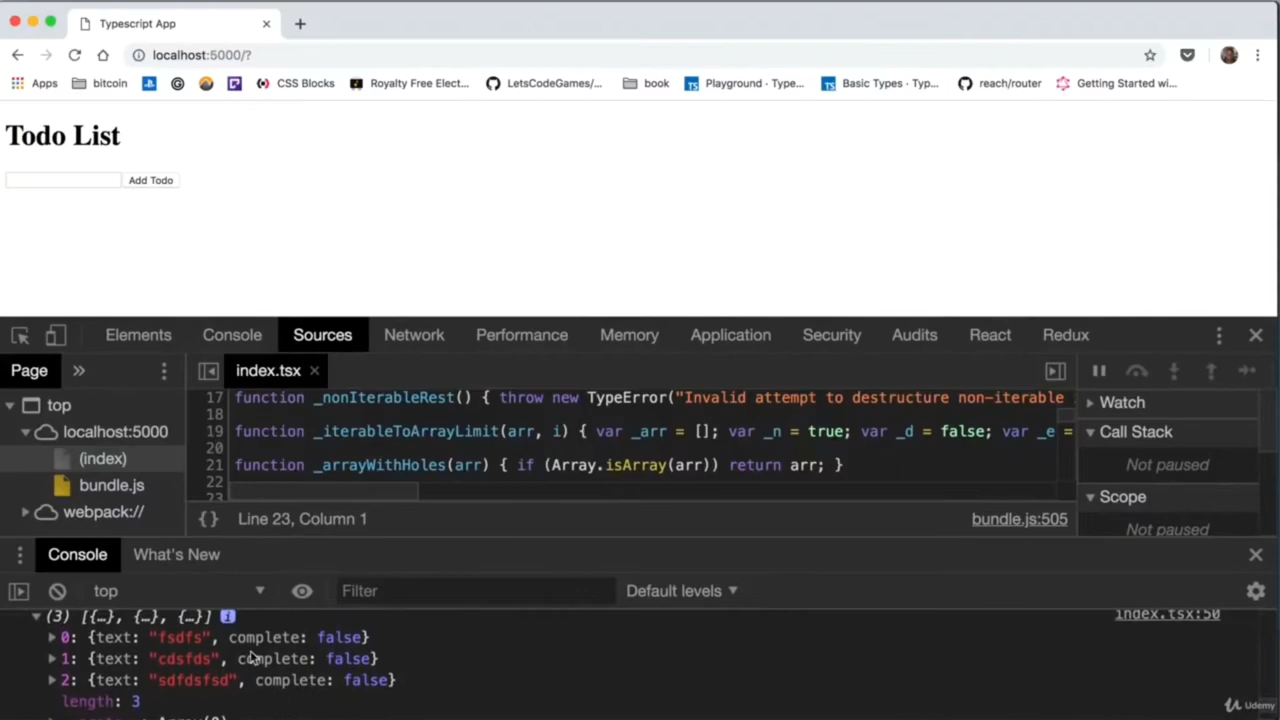 Typescript App
localhost:5000/?
Apps bitcoin CSS Blocks Royalty Free Elect... LetsCodeGames/... book Playground · Type... Basic Types · Typ... reach/router Getting Started wi...
Todo List
Add Todo
Elements Console Sources Network Performance Memory Application Security Audits React Redux
Page » index.tsx
top
localhost:5000
(index)
bundle.js
webpack://
17 function _nonIterableRest() { throw new TypeError("Invalid attempt to destructure non-iterable
18
19 function _iterableToArrayLimit(arr, i) { var _arr = []; var _n = true; var _d = false; var _e =
20
21 function _arrayWithHoles(arr) { if (Array.isArray(arr)) return arr; }
22
23
{} Line 23, Column 1 bundle.js:505
Watch
Call Stack
Not paused
Scope
Not paused
Console What's New
top Filter Default levels
(3) [{…}, {…}, {…}] i index.tsx:50
0: {text: "fsdfs", complete: false}
1: {text: "cdsfds", complete: false}
2: {text: "sdfdsfsd", complete: false}
length: 3
Udemy